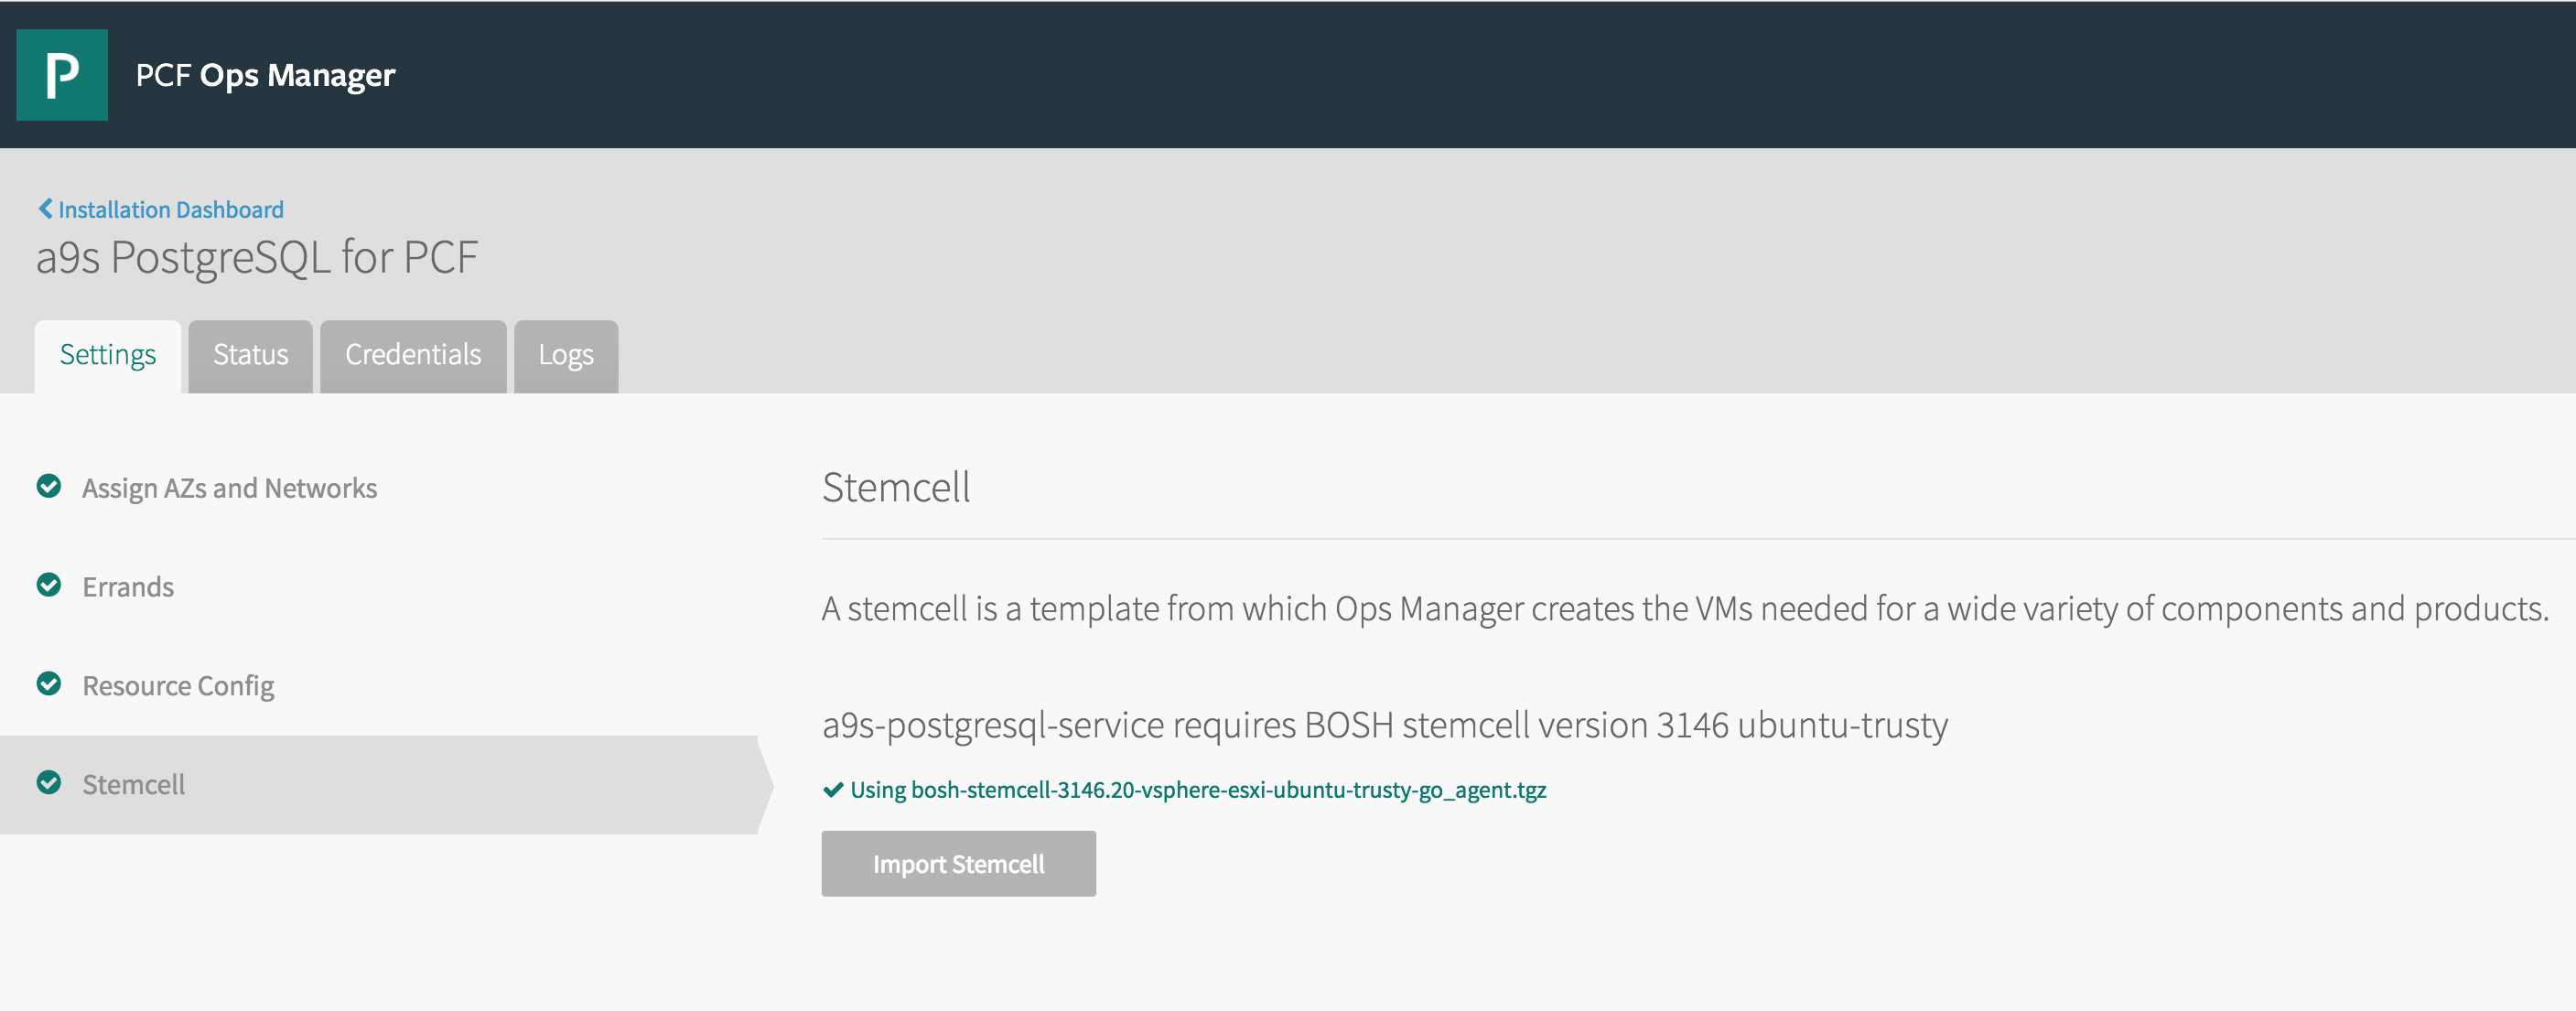 P
PCF Ops Manager
Installation Dashboard
a9s PostgreSQL for PCF
Settings
Status
Credentials
Logs
Assign AZs and Networks
Errands
Resource Config
Stemcell
Stemcell
A stemcell is a template from which Ops Manager creates the VMs needed for a wide variety of components and products.
a9s-postgresql-service requires BOSH stemcell version 3146 ubuntu-trusty
Using bosh-stemcell-3146.20-vsphere-esxi-ubuntu-trusty-go_agent.tgz
Import Stemcell